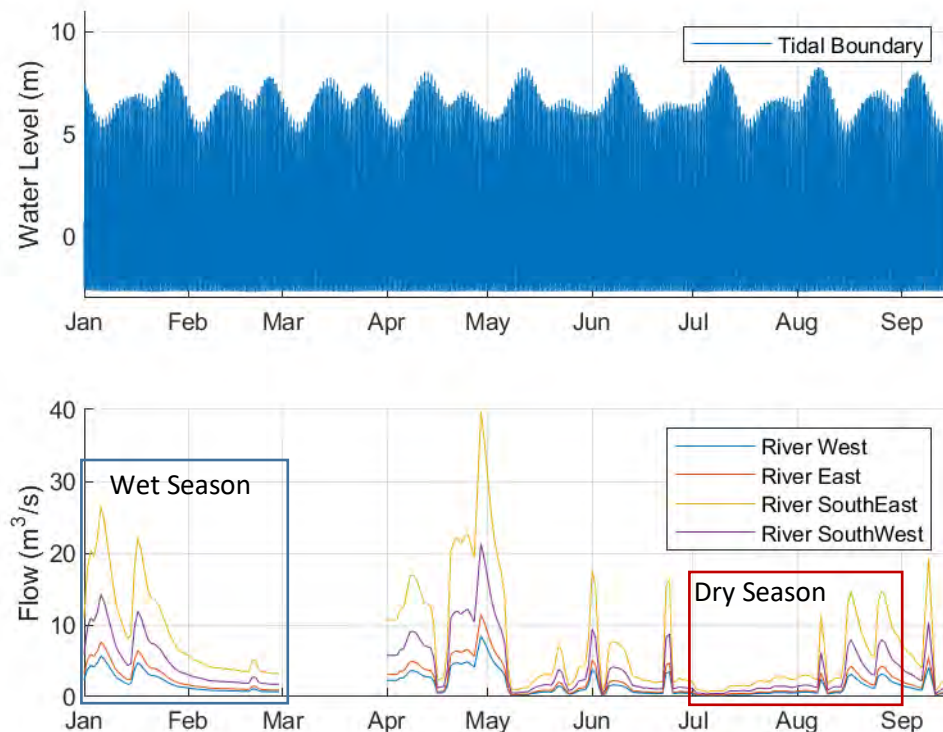 10
Tidal Boundary
Water Level (m)
5
0
Jan Feb Mar Apr May Jun Jul Aug Sep
40
River West
River East
River SouthEast
River SouthWest
30
Wet Season
Flow (m³/s)
20
Dry Season
10
0
Jan Feb Mar Apr May Jun Jul Aug Sep